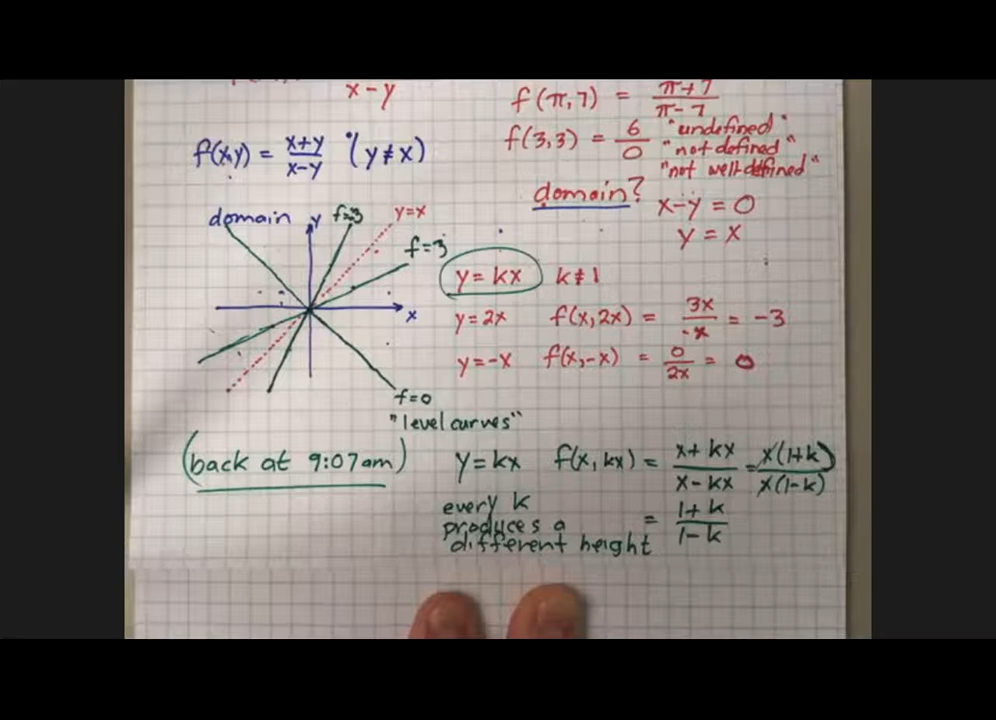 x-y
f(x,y) = x+y/x-y (y≠x)
f(π,7) = π+7/π-7
f(3,3) = 6/0 "undefined"
"not defined"
"not well-defined"
domain? x-y = 0
y = x
domain y f=-3 y=x
f=3
x
f=0
"level curves"
y = kx k≠1
y=2x f(x,2x) = 3x/-x = -3
y=-x f(x,-x) = 0/2x = 0
(back at 9:07am)
y=kx f(x,kx) = x+kx/x-kx = x(1+k)/x(1-k)
= 1+k/1-k
every k
produces a
different height